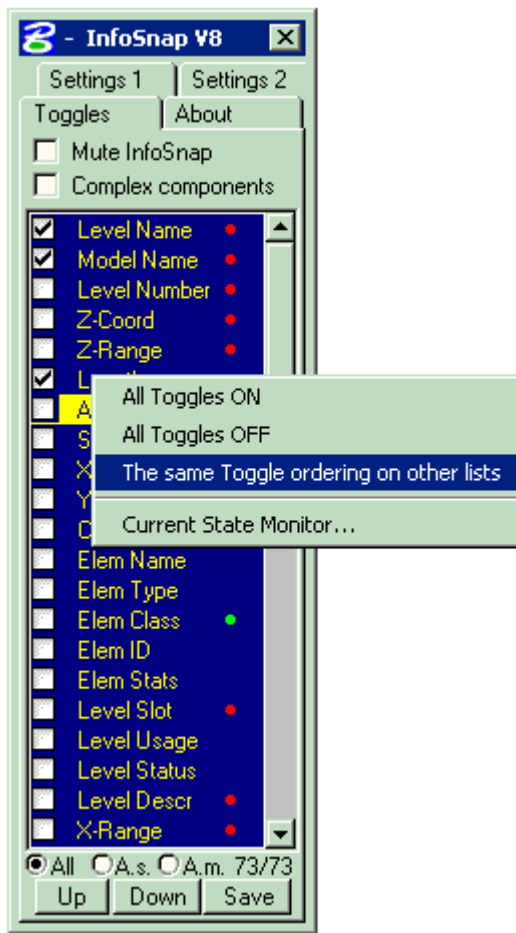 - InfoSnap V8
Settings 1 Settings 2
Toggles About
Mute InfoSnap
Complex components
Level Name
Model Name
Level Number
Z-Coord
Z-Range
All Toggles ON
All Toggles OFF
The same Toggle ordering on other lists
Current State Monitor...
Elem Name
Elem Type
Elem Class
Elem ID
Elem Stats
Level Slot
Level Usage
Level Status
Level Descr
X-Range
All A.s. A.m. 73/73
Up Down Save